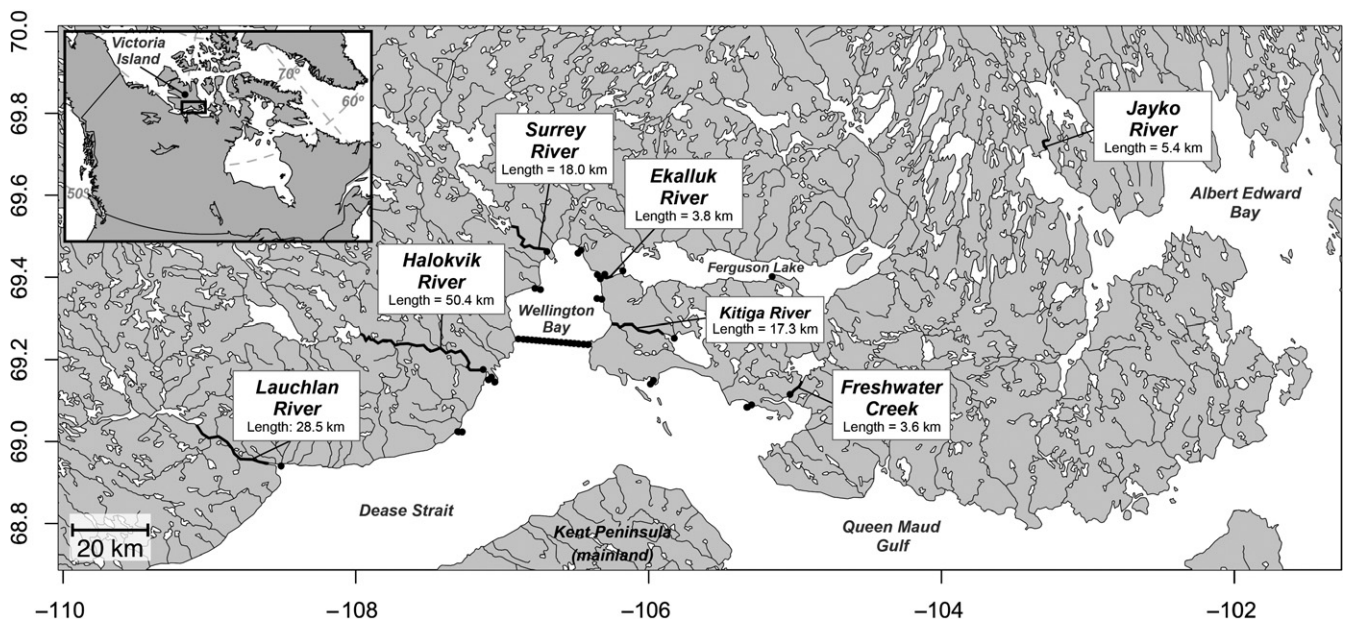 70.0
69.8
69.6
69.4
69.2
69.0
68.8
Victoria
Island
70º
60º
50º
Surrey
River
Length = 18.0 km
Jayko
River
Length = 5.4 km
Ekalluk
River
Length = 3.8 km
Albert Edward
Bay
Halokvik
River
Length = 50.4 km
Ferguson Lake
Wellington
Bay
Kitiga River
Length = 17.3 km
Lauchlan
River
Length: 28.5 km
Freshwater
Creek
Length = 3.6 km
Dease Strait
Queen Maud
Gulf
Kent Peninsula
(mainland)
20 km
−110
−108
−106
−104
−102